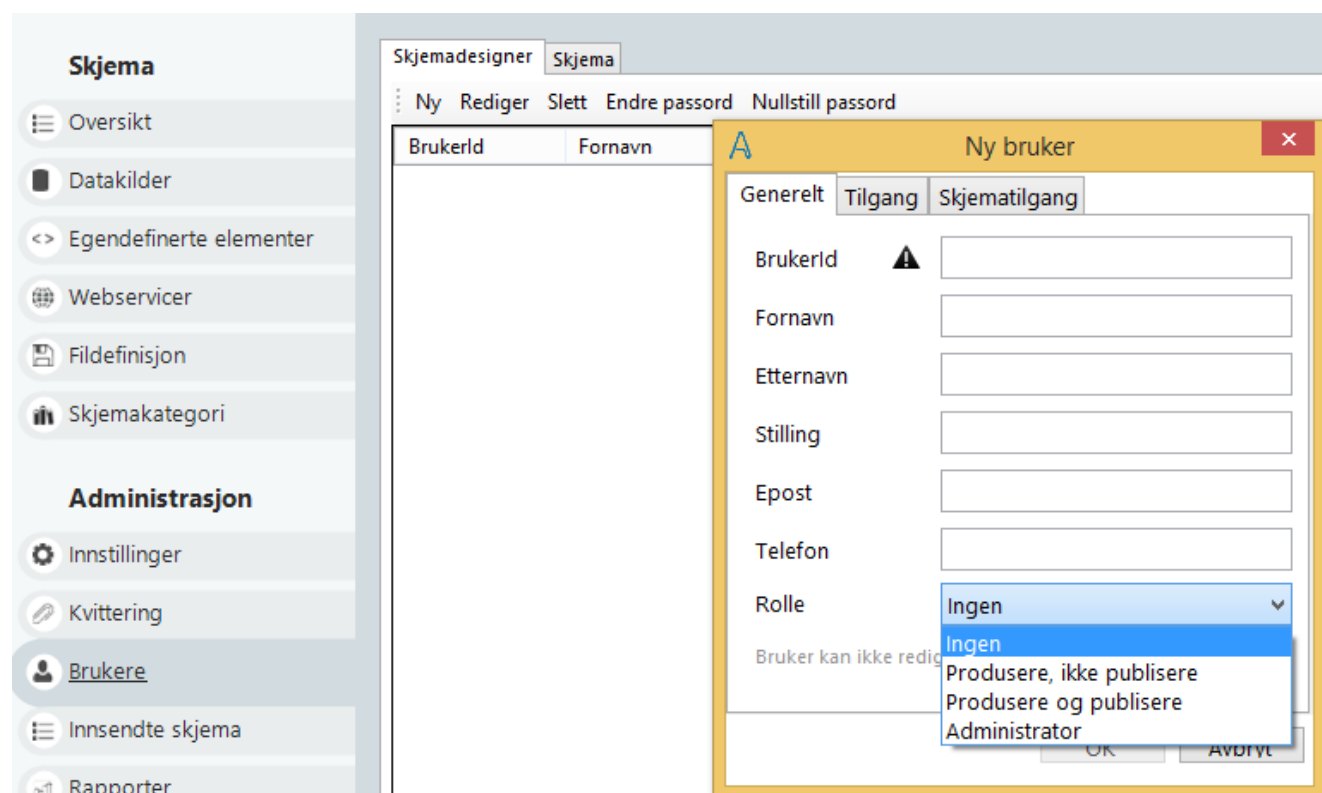 Skjema
Oversikt
Datakilder
Egendefinerte elementer
Webservicer
Fildefinisjon
Skjemakategori
Administrasjon
Innstillinger
Kvittering
Brukere
Innsendte skjema
Rapporter
Skjemadesigner Skjema
Ny Rediger Slett Endre passord Nullstill passord
BrukerId Fornavn
Ny bruker
Generelt Tilgang Skjematilgang
BrukerId
Fornavn
Etternavn
Stilling
Epost
Telefon
Rolle Ingen
Bruker kan ikke
Ingen
Produsere, ikke publisere
Produsere og publisere
Administrator
OK Avbryt